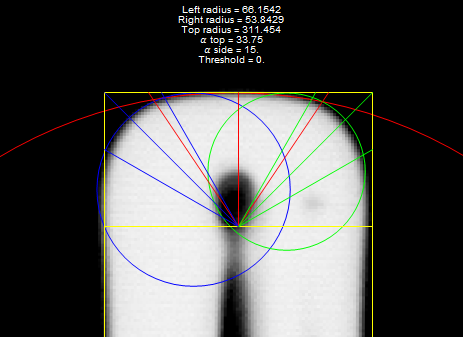 Left radius = 66.1542
Right radius = 53.8429
Top radius = 311.454
α top = 33.75
α side = 15.
Threshold = 0.